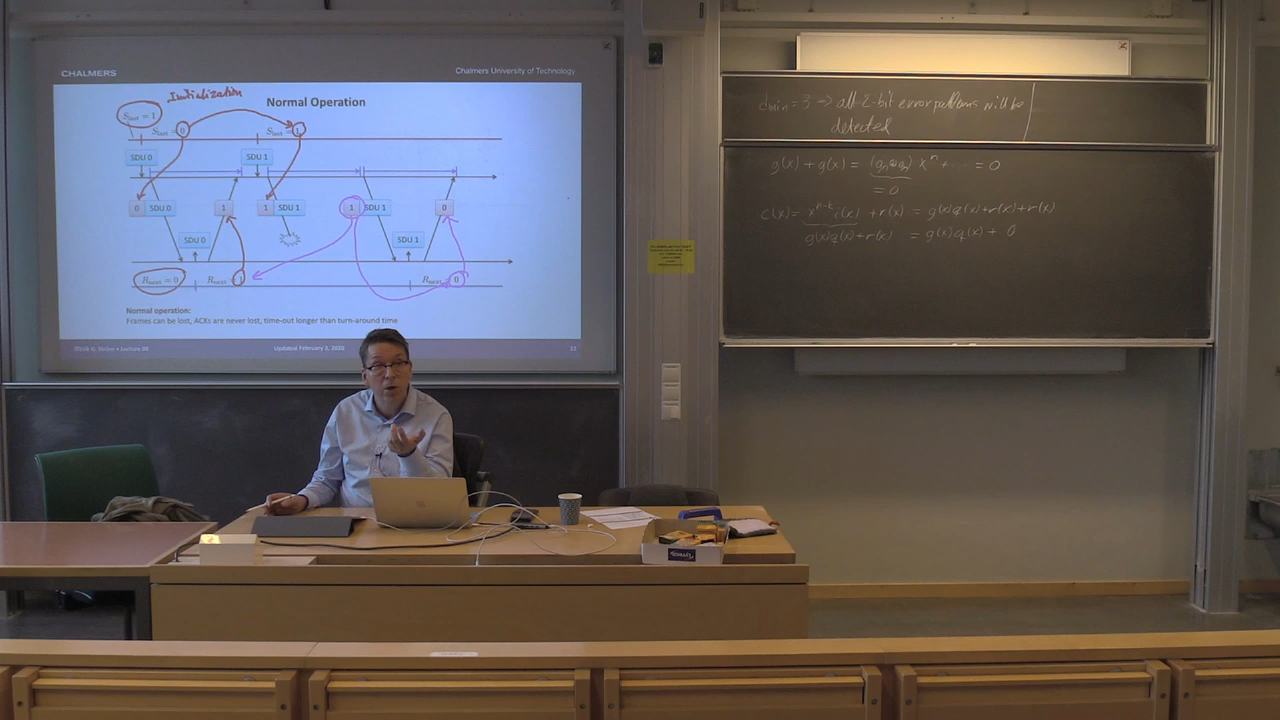 CHALMERS
Chalmers University of Technology
Initialization
Normal Operation
S_last = 1
S_last = 0
S_last = 1
SDU 0
SDU 1
0 SDU 0
1
1 SDU 1
1 SDU 1
0
SDU 0
SDU 1
R_next = 0
R_next = 1
R_next = 0
Normal operation:
Frames can be lost, ACKs are never lost, time-out longer than turn-around time
Updated February 3, 2020
d_min = 3 → all 2-bit error patterns will be
detected
g(x) + g(x) = (g_n ⊕ g_n) x^n + ..... = 0
= 0
c(x) = x^{n-k} i(x) + r(x) = g(x)q(x) + r(x) + r(x)
g(x)q(x) + r(x) = g(x)q(x) + 0